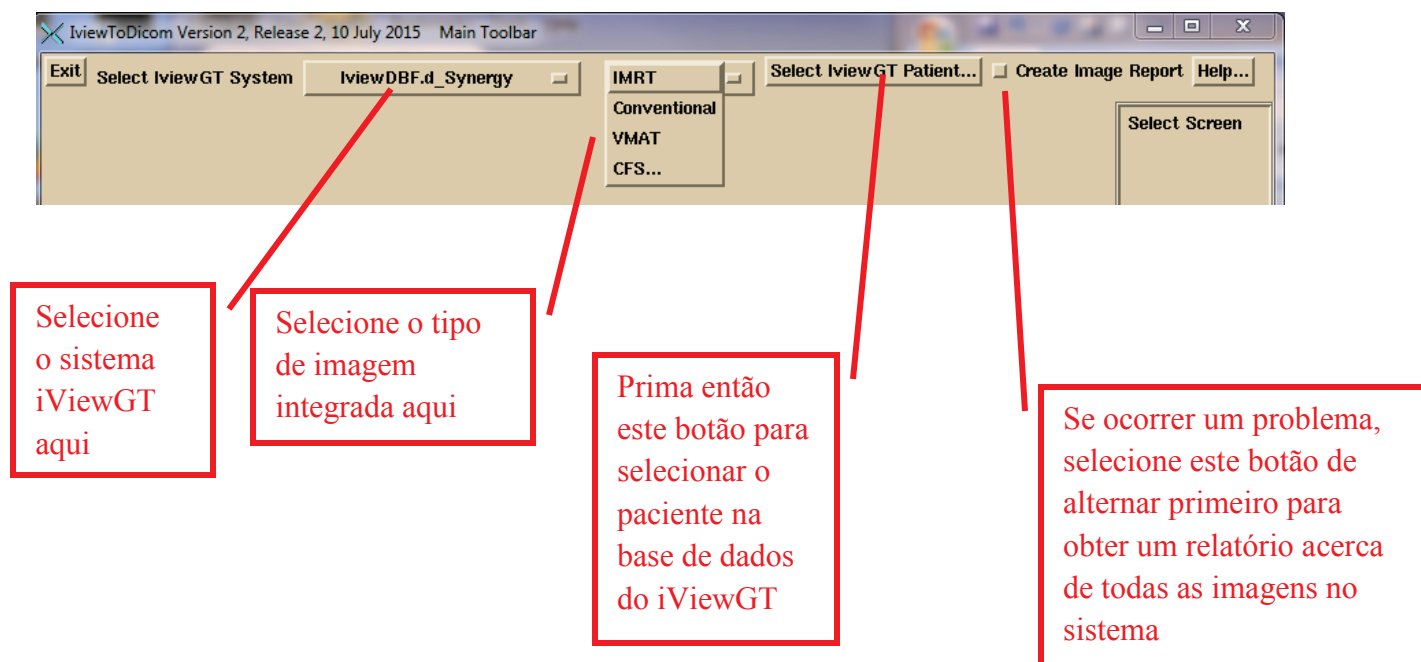 IviewToDicom Version 2, Release 2, 10 July 2015 Main Toolbar
Exit Select IviewGT System IviewDBF.d_Synergy IMRT Select IviewGT Patient... Create Image Report Help...
Conventional
VMAT
CFS...
Select Screen
Selecione
o sistema
iViewGT
aqui
Selecione o tipo
de imagem
integrada aqui
Prima então
este botão para
selecionar o
paciente na
base de dados
do iViewGT
Se ocorrer um problema,
selecione este botão de
alternar primeiro para
obter um relatório acerca
de todas as imagens no
sistema